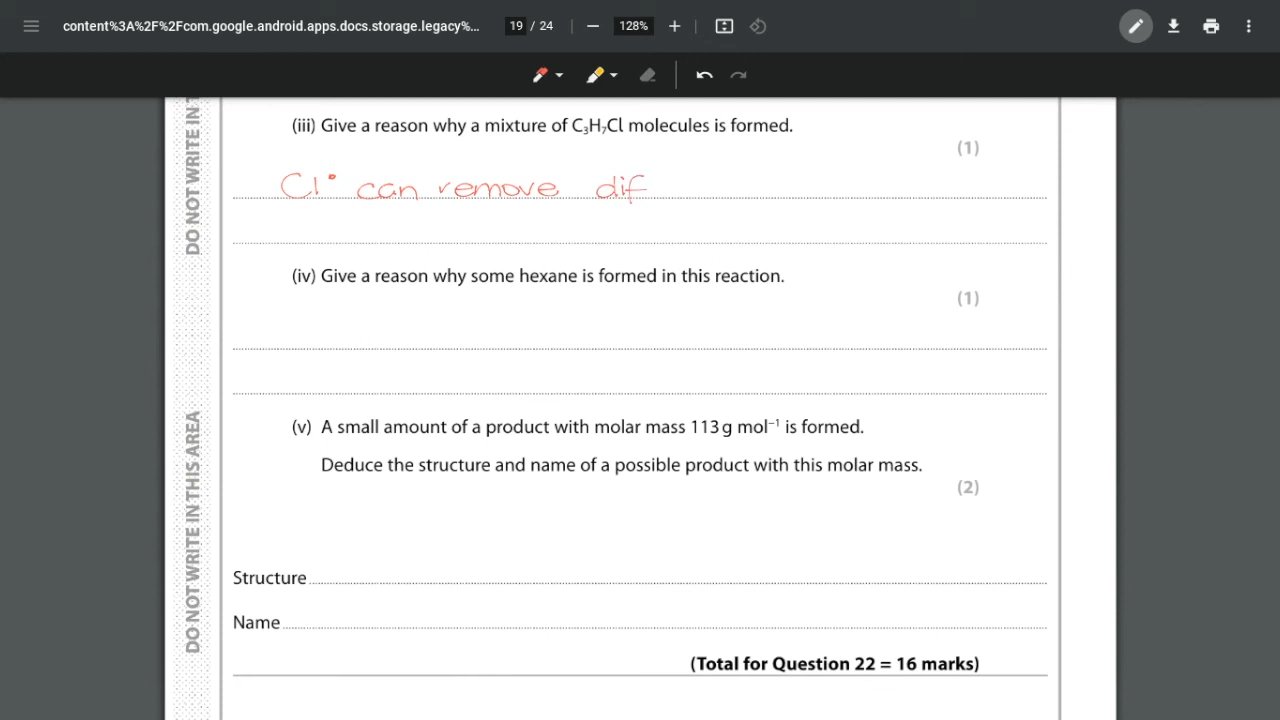 content%3A%2F%2Fcom.google.android.apps.docs.storage.legacy%... 19 / 24 128%
(iii) Give a reason why a mixture of C₃H₇Cl molecules is formed.
(1)
Cl• can remove dif
(iv) Give a reason why some hexane is formed in this reaction.
(1)
(v) A small amount of a product with molar mass 113 g mol⁻¹ is formed.
Deduce the structure and name of a possible product with this molar mass.
(2)
Structure
Name
(Total for Question 22 = 16 marks)
DO NOT WRITE IN T
DO NOT WRITE IN THIS AREA